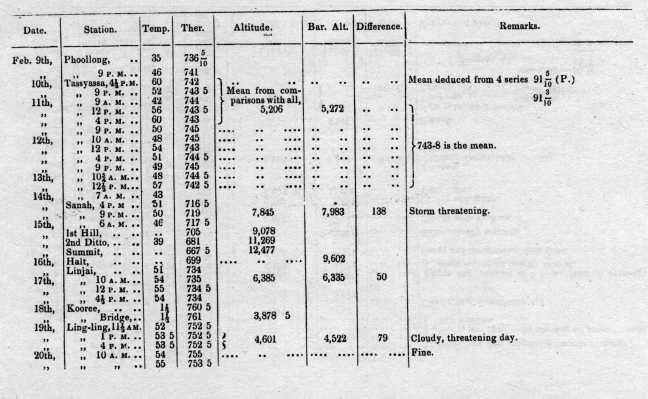 Date. Station. Temp. Ther. Altitude. Bar. Alt. Difference. Remarks.
Feb. 9th, Phoollong, .. 35 736 5/10
„ „ 9 P. M. .. 46 741
10th, Tassyassa, 4½ P.M. 60 742 .. .. .. .. .. .. .. Mean deduced from 4 series 91 5/10 (P.)
„ „ 9 P. M. .. 52 743 5 Mean from com- .. .. .. ..
11th, „ 9 A. M. .. 42 744 parisons with all, .. .. .. .. 91 3/10
„ „ 12 P. M. .. 56 743 5 5,206 5,272 .. ..
„ „ 4 P. M. .. 60 743 .. .. .. .. .. ..
„ „ 9 P. M. .. 50 745 .... .... .. .. .. ..
12th, „ 10 A. M. .. 48 745 .... .... .. .. .. ..
„ „ 12 P. M. .. 54 743 .... .... .. .. .. .. 743-8 is the mean.
„ „ 4 P. M. .. 51 744 5 .... .... .. .. .. ..
„ „ 9 P. M. .. 49 745 .... .... .. .. .. ..
13th, „ 10¾ A. M. .. 48 744 5 .... .... .. .. .. ..
„ „ 12½ P. M. .. 57 742 5 .... .... .. .. .. ..
14th, „ 7 A. M. .. 43
„ Sanah, 4 P. M .. 51 716 5
„ „ 9 P. M. .. 50 719 7,845 7,983 138 Storm threatening.
15th, „ 6 A. M. .. 46 717 5
„ 1st Hill, .. .. .. 705 9,078
„ 2nd Ditto, .. .. 39 681 11,269
„ Summit, .. .. .. 667 5 12,477
16th, Halt, .. .. .. 699 .... .. .... 9,602
„ Linjai, .. .. 51 734
17th, „ 10 A. M. .. 54 735 6,385 6,335 50
„ „ 12 P. M. .. 55 734 5
„ „ 4½ P. M. .. 54 734
18th, Kooree, .. .. 1½ 760 5
„ „ Bridge, .. 1½ 761 3,878 5
19th, Ling-ling, 11½ AM. 52 752 5
„ „ 1 P. M. .. 53 5 752 5 4,601 4,522 79 Cloudy, threatening day.
„ „ 4 P. M. .. 53 5 752 5
20th, „ 10 A. M. .. 54 755 .... .. .... .. .. .. .. Fine.
„ „ „ .. 55 753 5